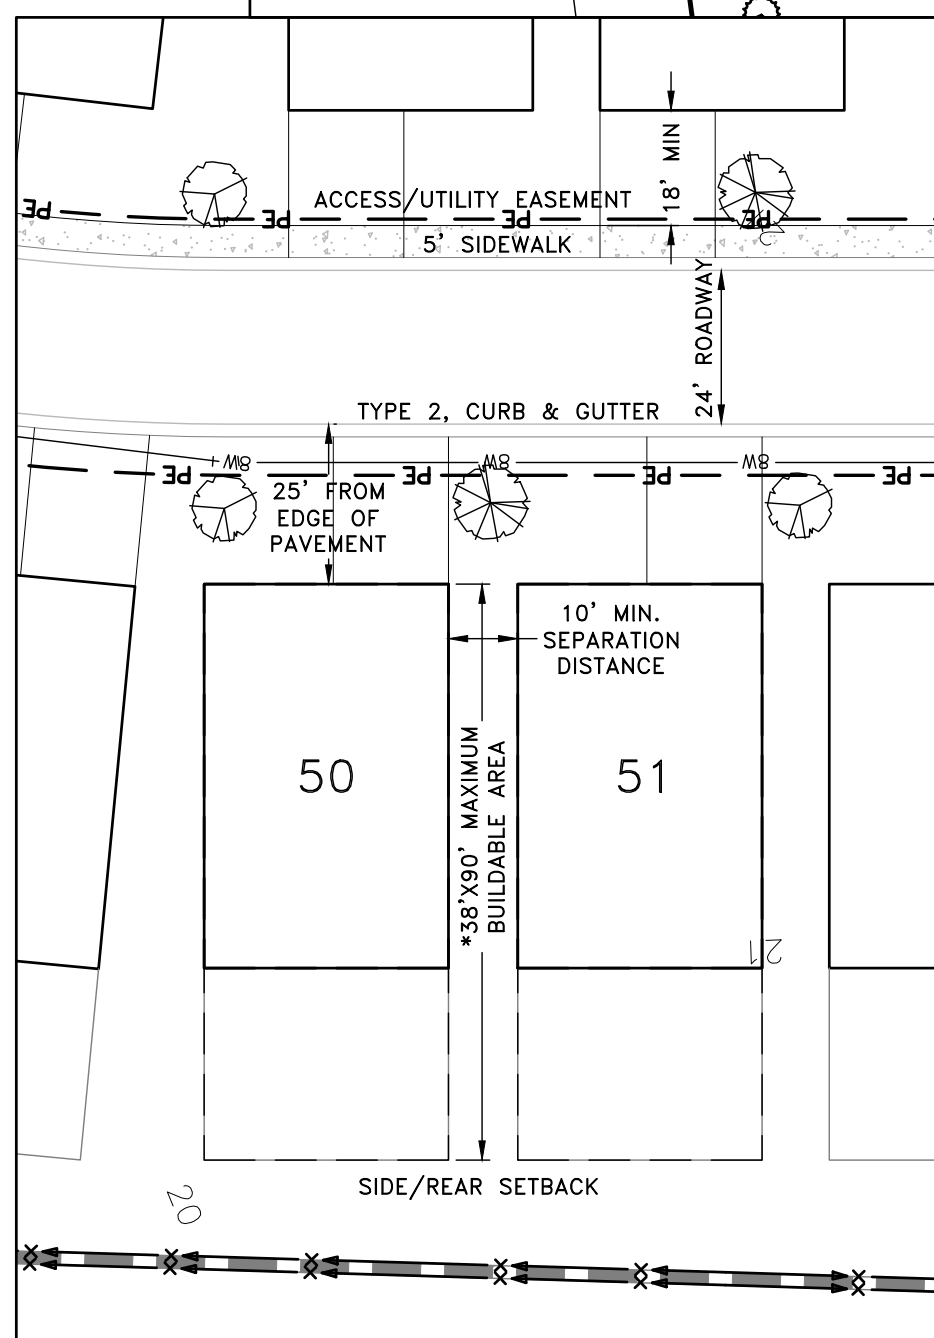 18' MIN
ACCESS/UTILITY EASEMENT
PE
PE
PE
PE
5' SIDEWALK
24' ROADWAY
TYPE 2, CURB & GUTTER
8W
8W
8W
PE
PE
PE
PE
25' FROM
EDGE OF
PAVEMENT
10' MIN.
SEPARATION
DISTANCE
50
51
*38'X90' MAXIMUM
BUILDABLE AREA
21
SIDE/REAR SETBACK
20